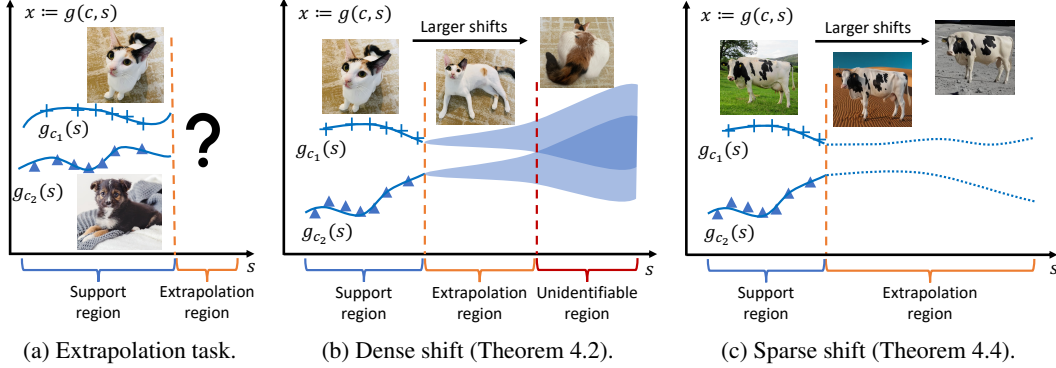 x ≔ g(c, s)
g_{c_1}(s)
g_{c_2}(s)
?
s
Support
region
Extrapolation
region
(a) Extrapolation task.
x ≔ g(c, s)
Larger shifts
g_{c_1}(s)
g_{c_2}(s)
s
Support
region
Extrapolation
region
Unidentifiable
region
(b) Dense shift (Theorem 4.2).
x ≔ g(c, s)
Larger shifts
g_{c_1}(s)
g_{c_2}(s)
s
Support
region
Extrapolation
region
(c) Sparse shift (Theorem 4.4).